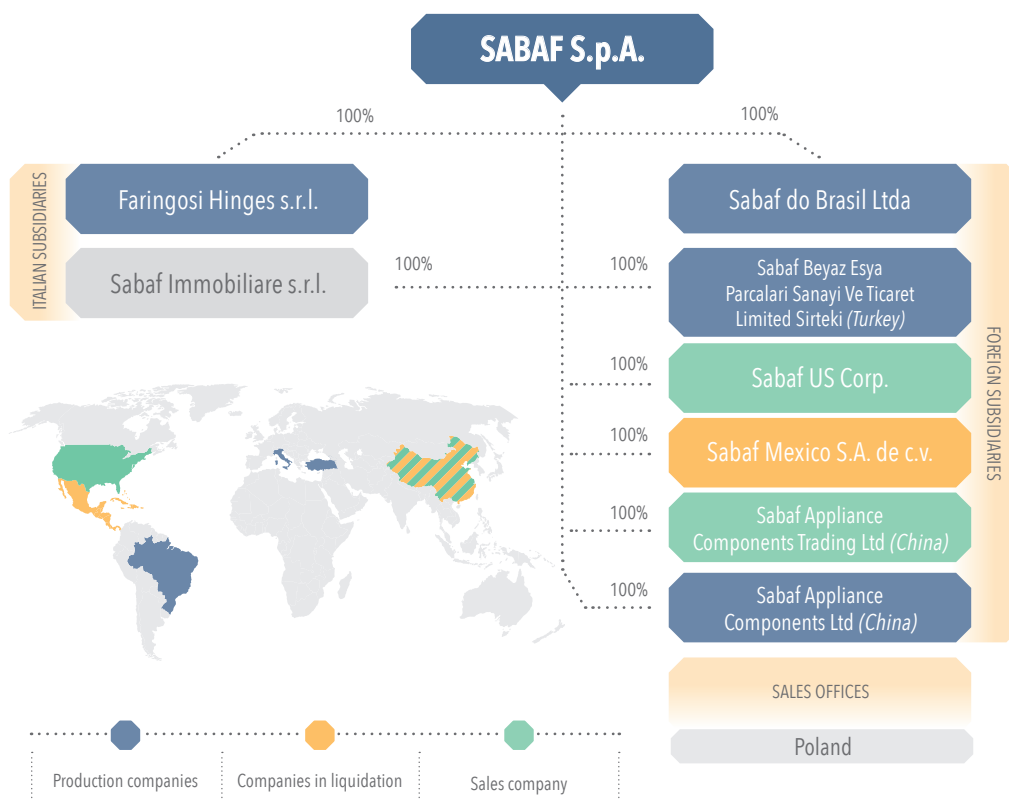 SABAF S.p.A.
100%
100%
ITALIAN SUBSIDIARIES
Faringosi Hinges s.r.l.
Sabaf Immobiliare s.r.l.
100%
100%
100%
100%
100%
100%
Sabaf do Brasil Ltda
Sabaf Beyaz Esya
Parcalari Sanayi Ve Ticaret
Limited Sirteki (Turkey)
Sabaf US Corp.
Sabaf Mexico S.A. de c.v.
Sabaf Appliance
Components Trading Ltd (China)
Sabaf Appliance
Components Ltd (China)
FOREIGN SUBSIDIARIES
SALES OFFICES
Poland
Production companies
Companies in liquidation
Sales company